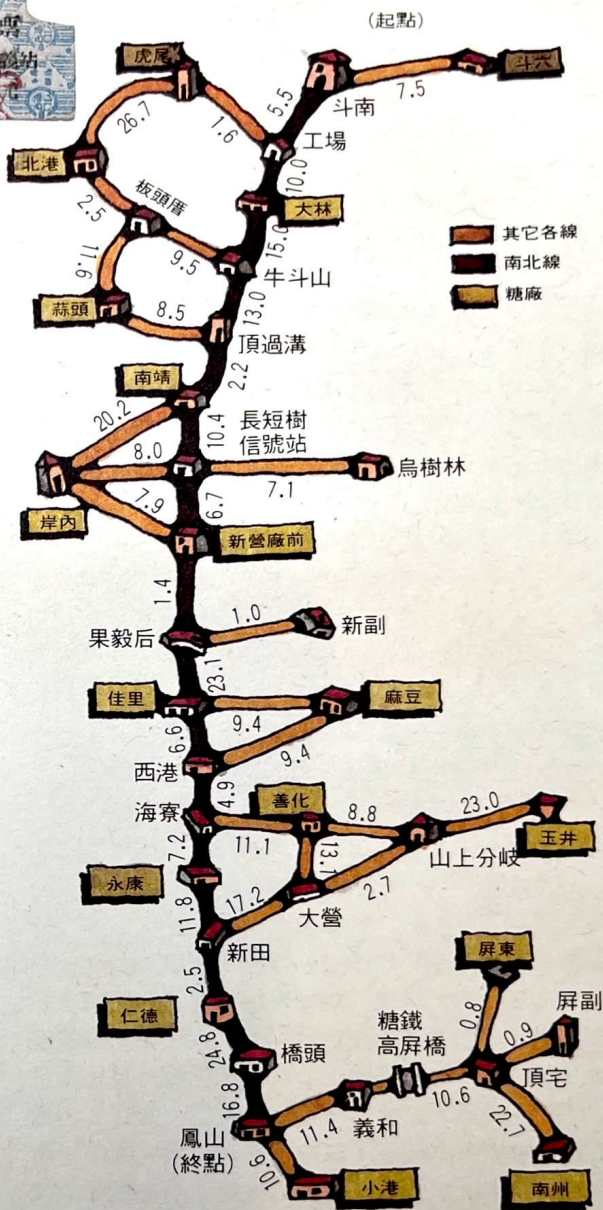 (起點)
虎尾
斗六
斗南
7.5
5.5
26.7
1.6
工場
10.0
北港
大林
板頭厝
2.5
15.0
9.5
牛斗山
11.6
13.0
蒜頭
8.5
頂過溝
2.2
南靖
20.2
10.4
長短樹
信號站
8.0
7.1
烏樹林
7.9
6.7
岸內
新營廠前
1.4
果毅后
1.0
新副
23.1
佳里
麻豆
9.4
6.6
9.4
西港
4.9
善化
海寮
8.8
23.0
11.1
玉井
7.2
13.1
山上分岐
永康
2.7
17.2
大營
11.8
新田
2.5
仁德
屏東
屏副
糖鐵
高屏橋
0.8
0.9
24.8
橋頭
頂宅
10.6
16.8
22.7
11.4
義和
鳳山
(終點)
10.6
小港
南州
其它各線
南北線
糖廠